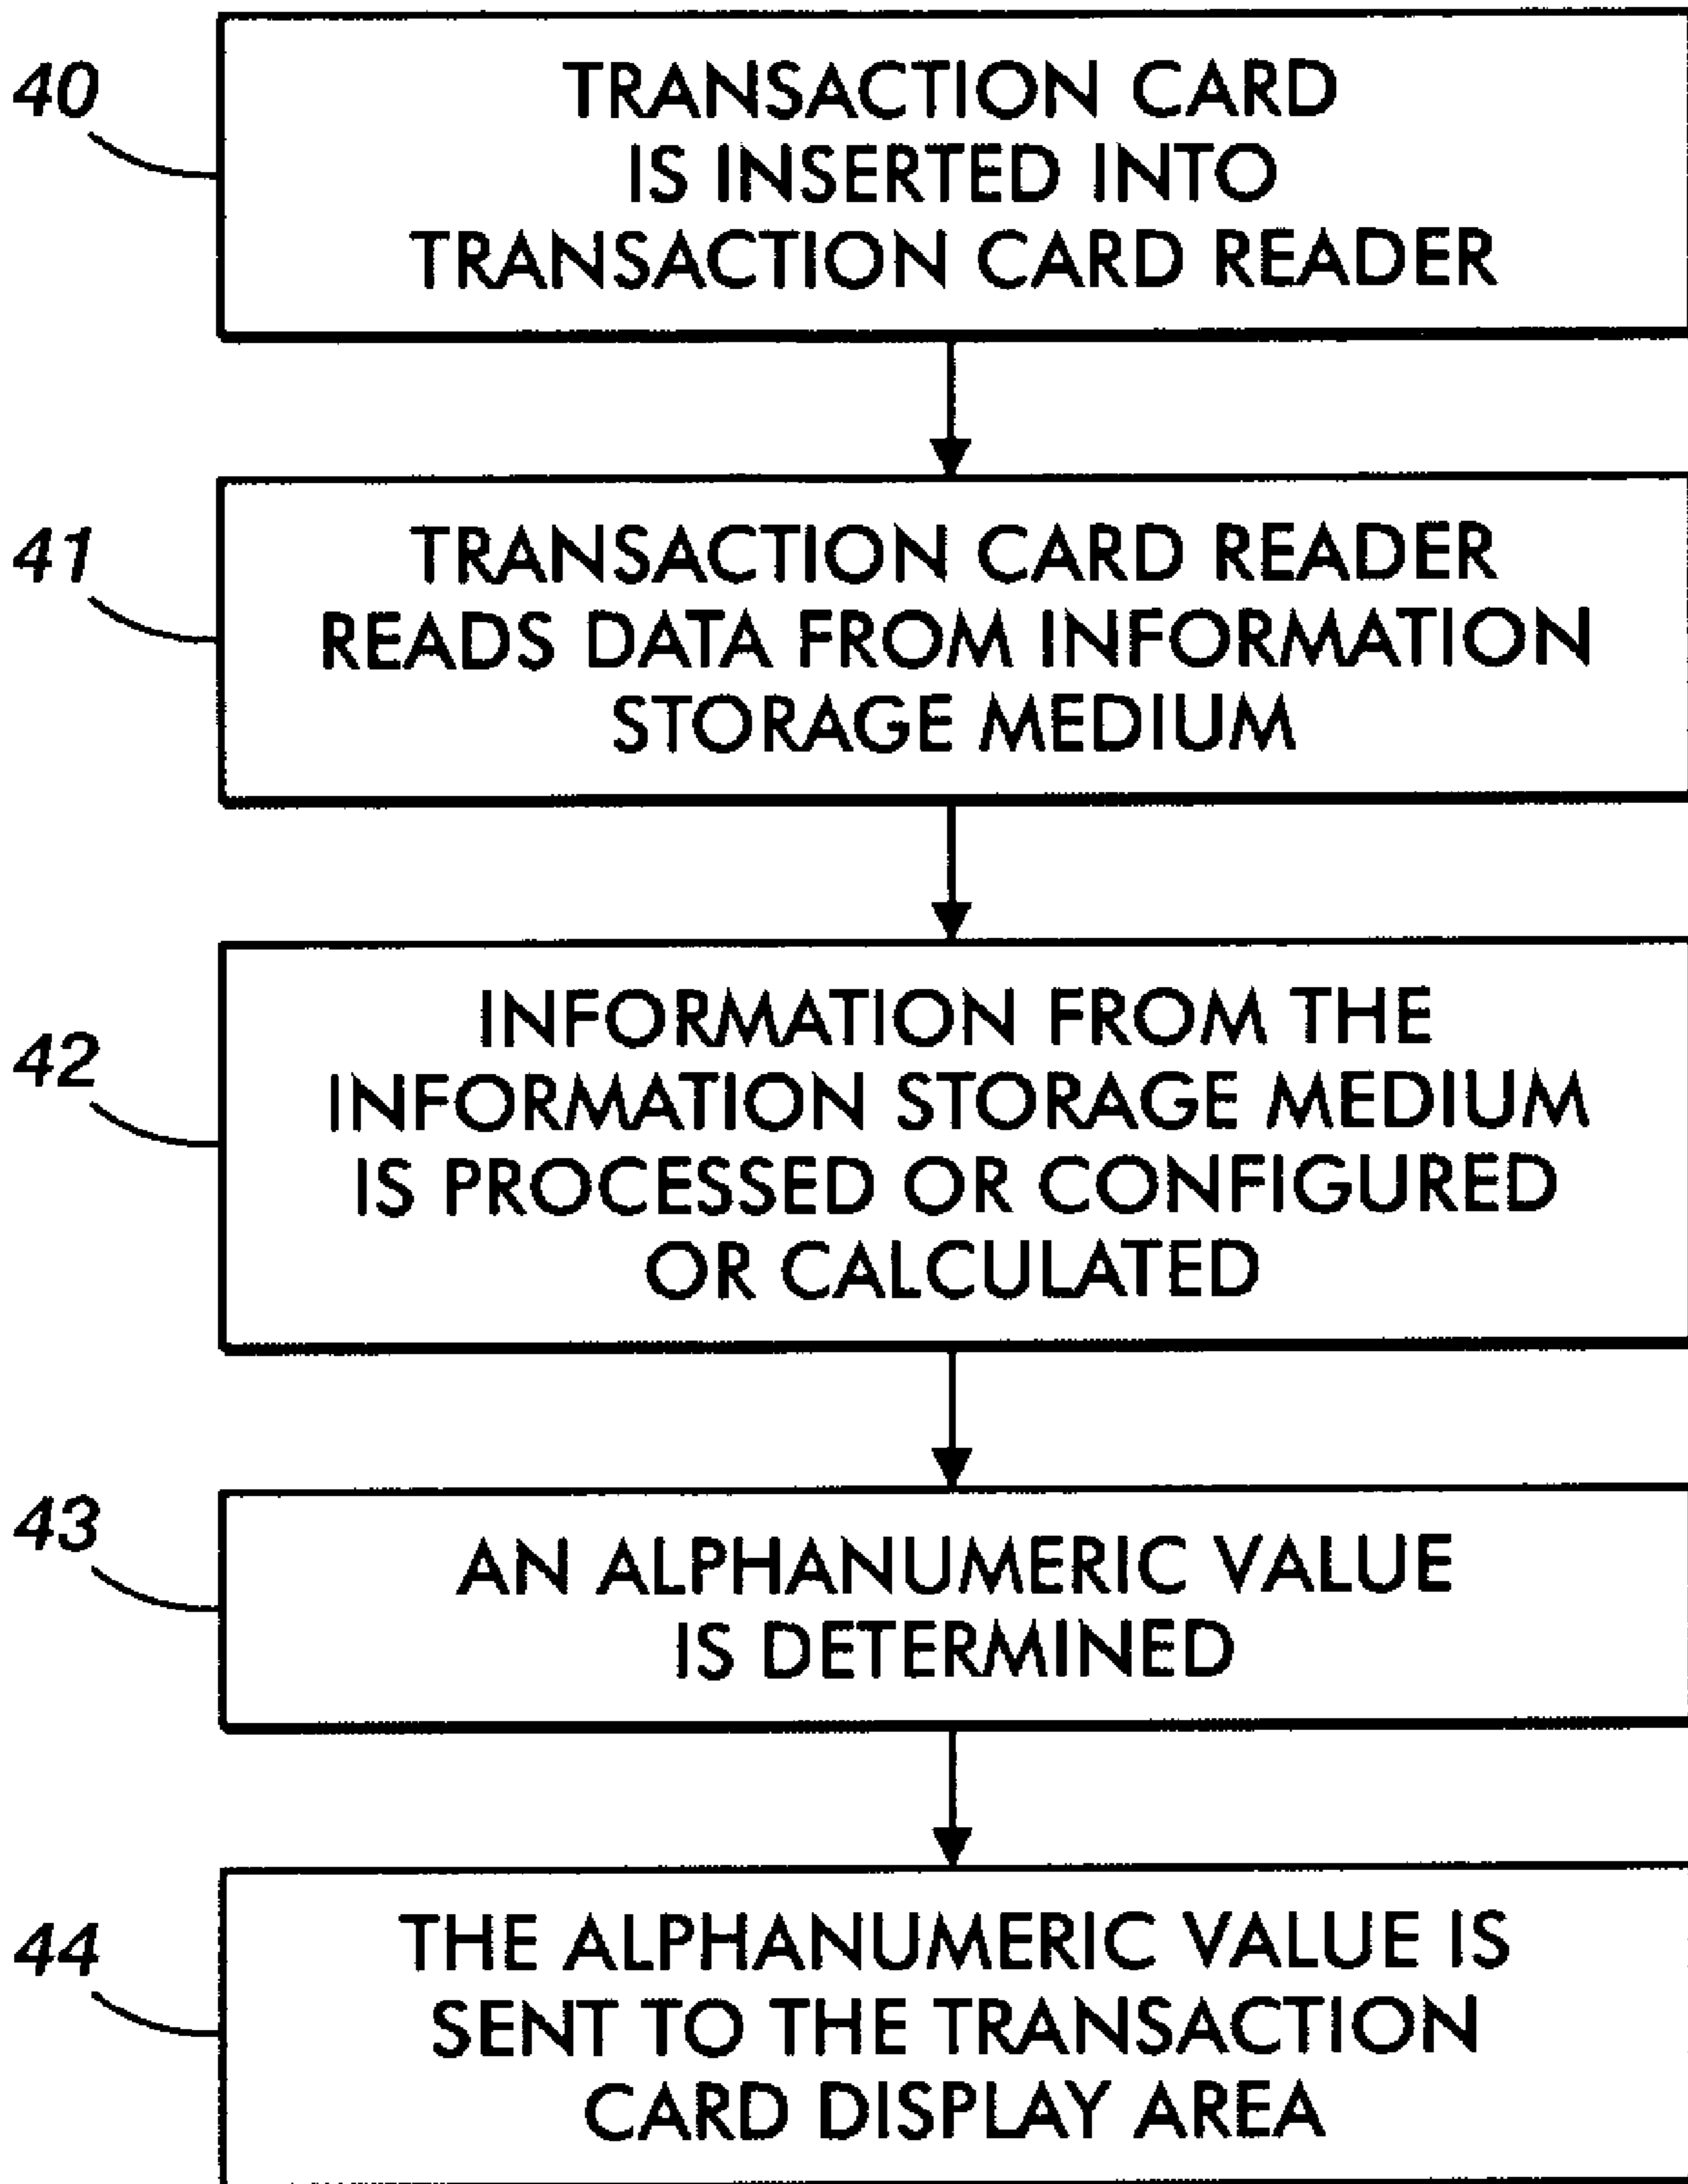 40
TRANSACTION CARD
IS INSERTED INTO
TRANSACTION CARD READER
41
TRANSACTION CARD READER
READS DATA FROM INFORMATION
STORAGE MEDIUM
42
INFORMATION FROM THE
INFORMATION STORAGE MEDIUM
IS PROCESSED OR CONFIGURED
OR CALCULATED
43
AN ALPHANUMERIC VALUE
IS DETERMINED
44
THE ALPHANUMERIC VALUE IS
SENT TO THE TRANSACTION
CARD DISPLAY AREA